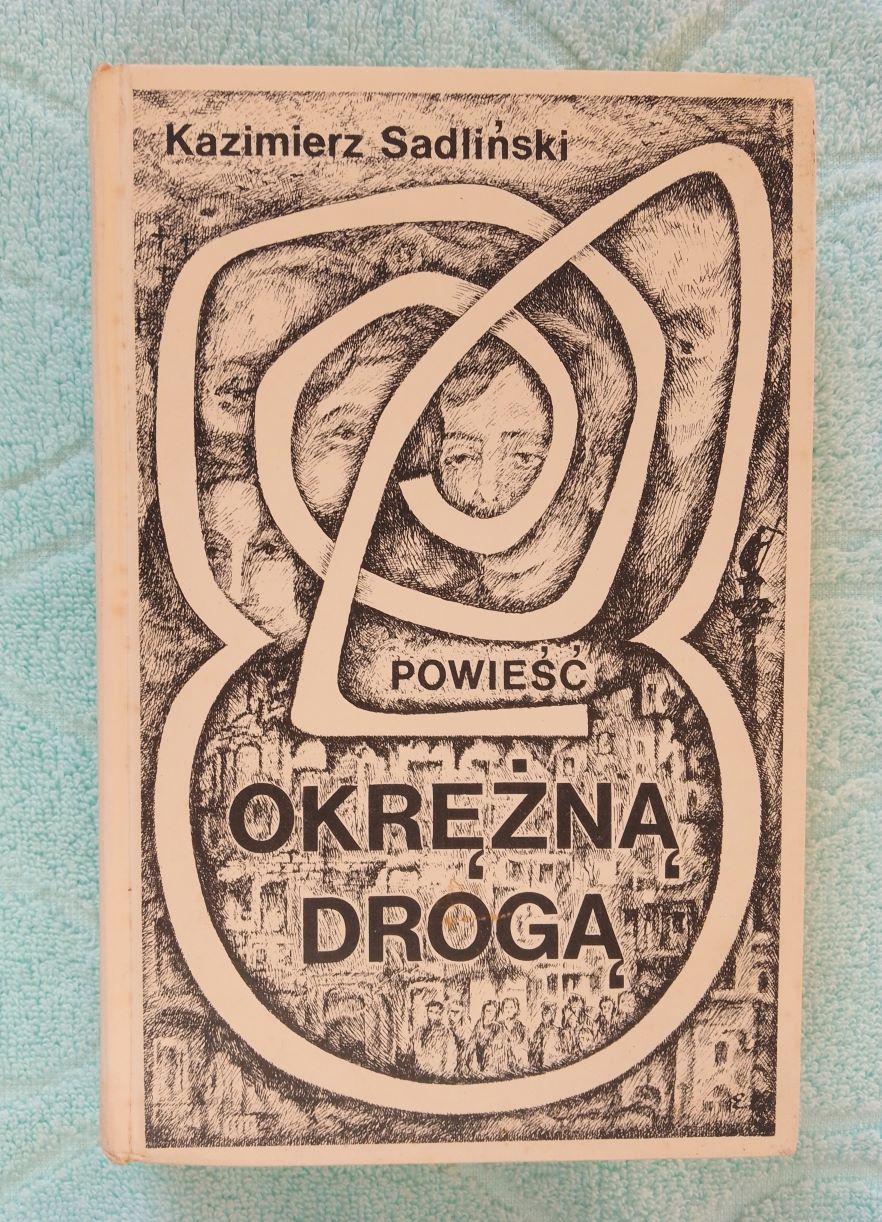 Kazimierz Sadliński
POWIEŚĆ
OKRĘŻNĄ
DROGĄ